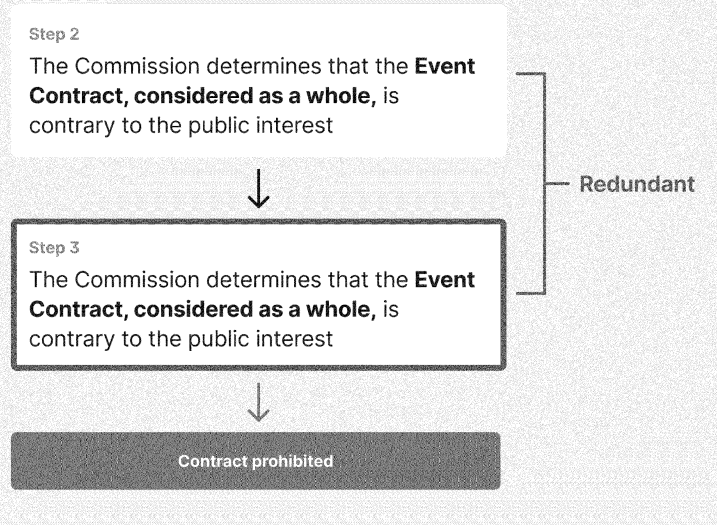 Step 2
The Commission determines that the Event
Contract, considered as a whole, is
contrary to the public interest
Redundant
Step 3
The Commission determines that the Event
Contract, considered as a whole, is
contrary to the public interest
Contract prohibited